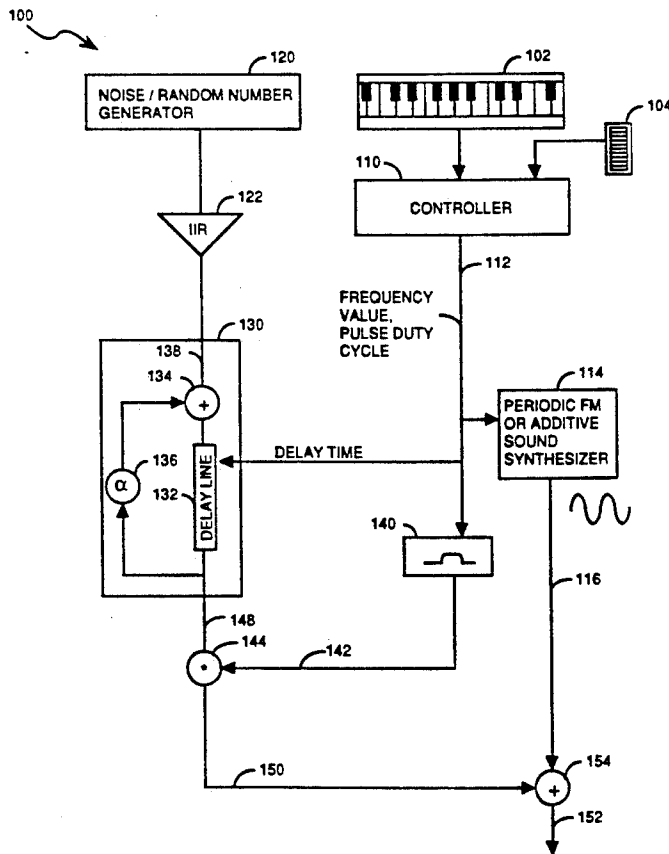 100
120
NOISE / RANDOM NUMBER
GENERATOR
102
104
122
IIR
110
CONTROLLER
112
FREQUENCY
VALUE,
PULSE DUTY
CYCLE
130
138
134
+
136
α
132
DELAY LINE
DELAY TIME
114
PERIODIC FM
OR ADDITIVE
SOUND
SYNTHESIZER
140
116
148
144
*
142
150
154
+
152